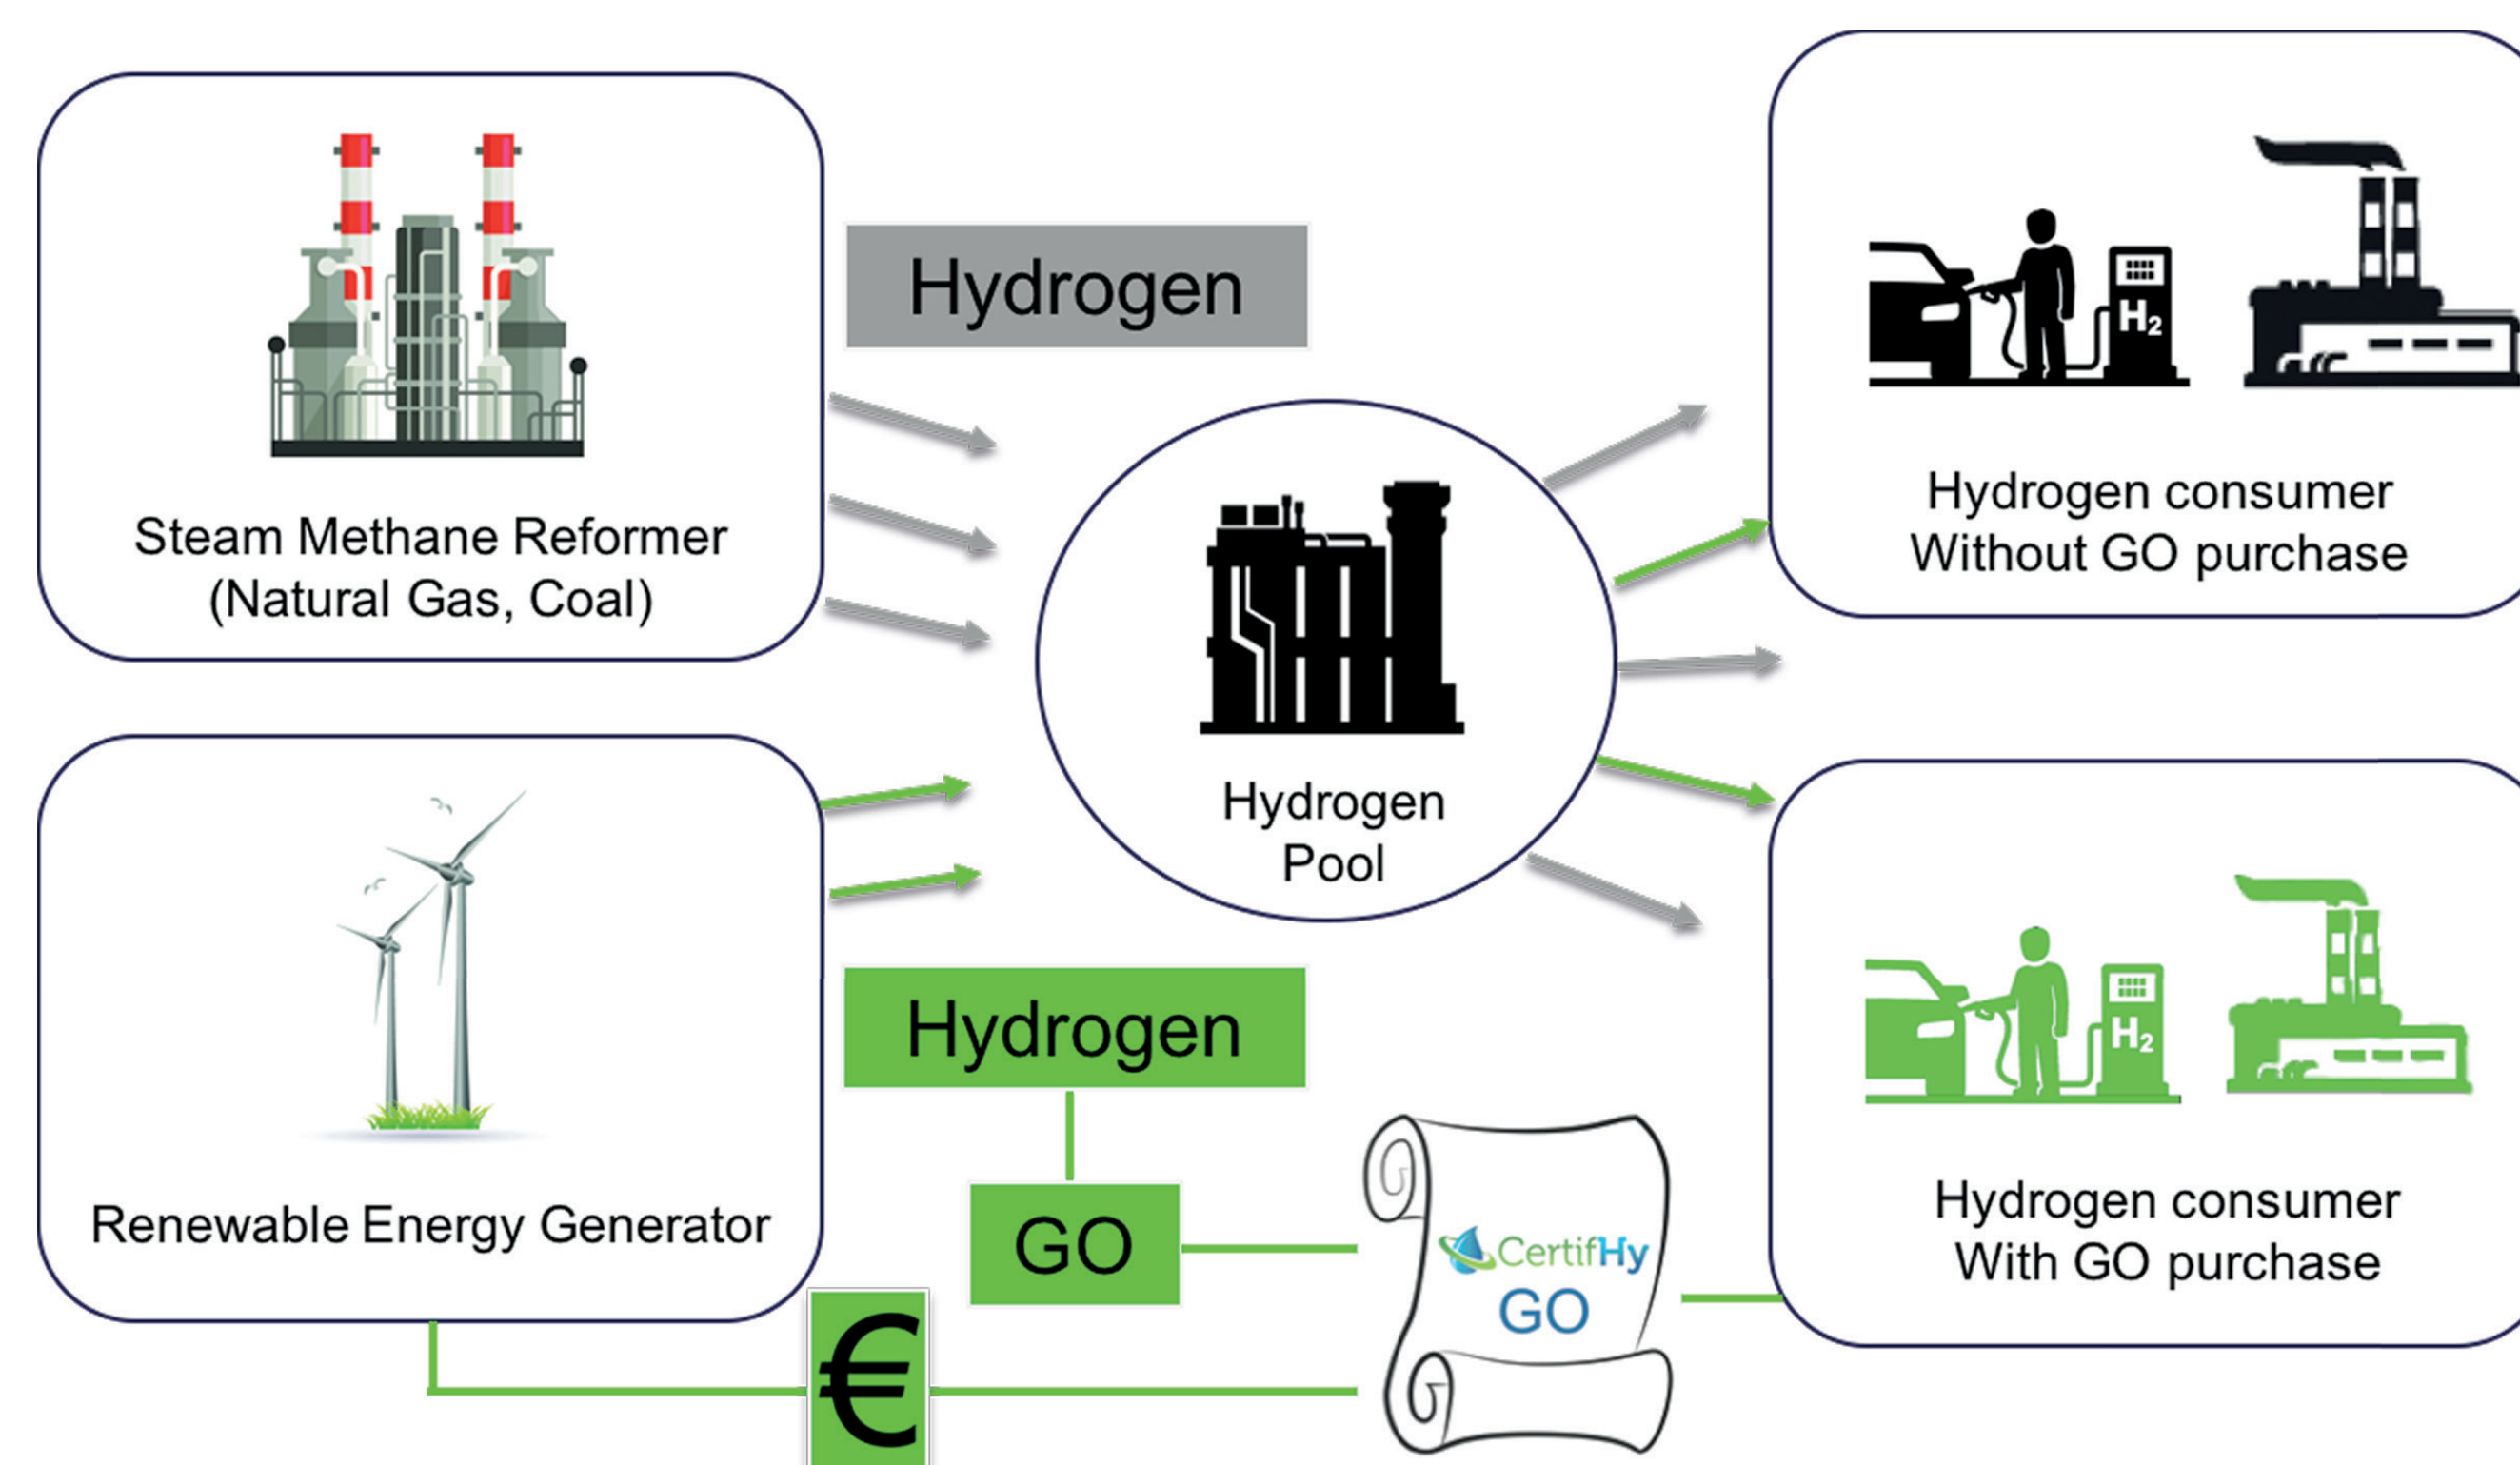 Steam Methane Reformer
(Natural Gas, Coal)
Hydrogen
H2
Hydrogen consumer
Without GO purchase
Hydrogen
Pool
Renewable Energy Generator
Hydrogen
GO
€
CertifHy
GO
H2
Hydrogen consumer
With GO purchase